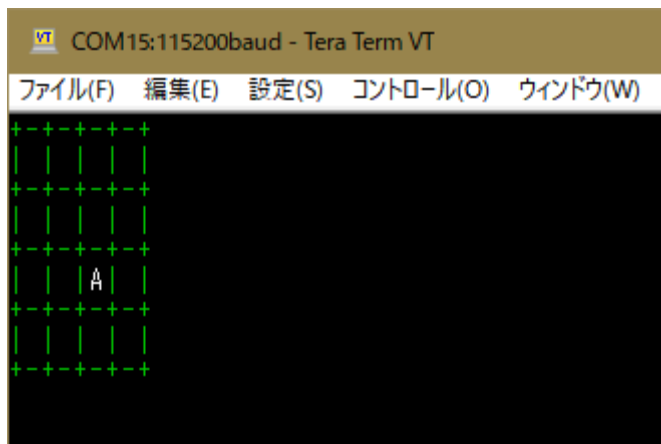 VT COM15:115200baud - Tera Term VT
ファイル(F) 編集(E) 設定(S) コントロール(O) ウィンドウ(W)
+-+-+-+-+
| | | | |
+-+-+-+-+
| | | | |
+-+-+-+-+
| | |A| |
+-+-+-+-+
| | | | |
+-+-+-+-+